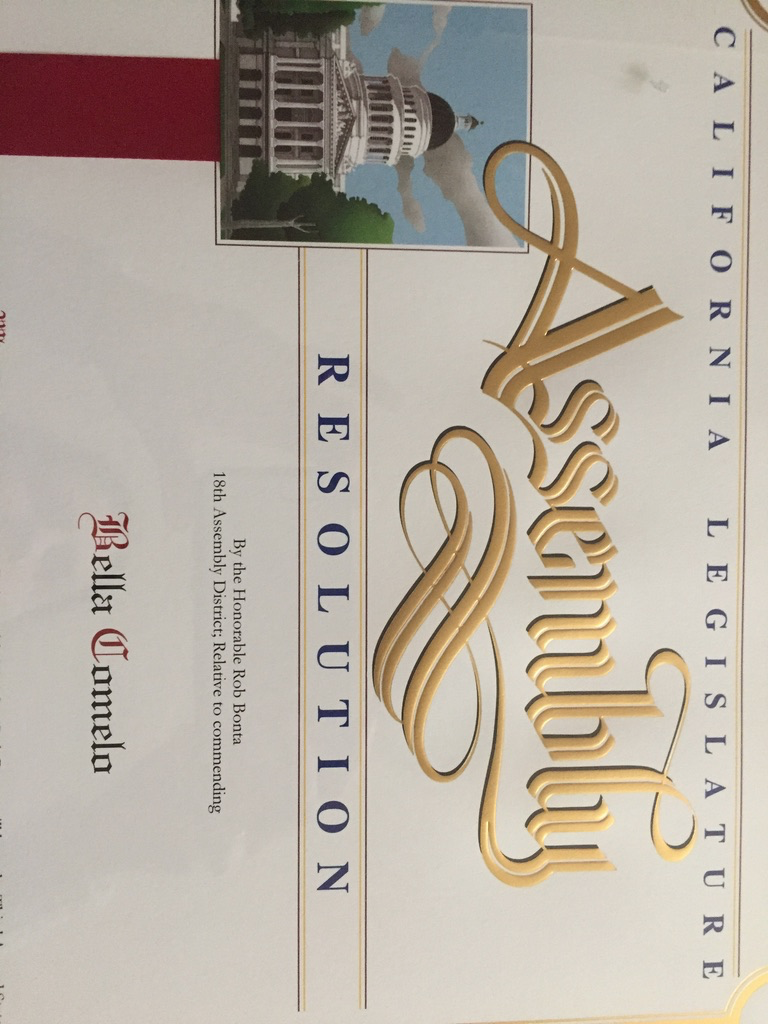 CALIFORNIA LEGISLATURE
Assembly
RESOLUTION
By the Honorable Rob Bonta
18th Assembly District; Relative to commending
Bella Comelo